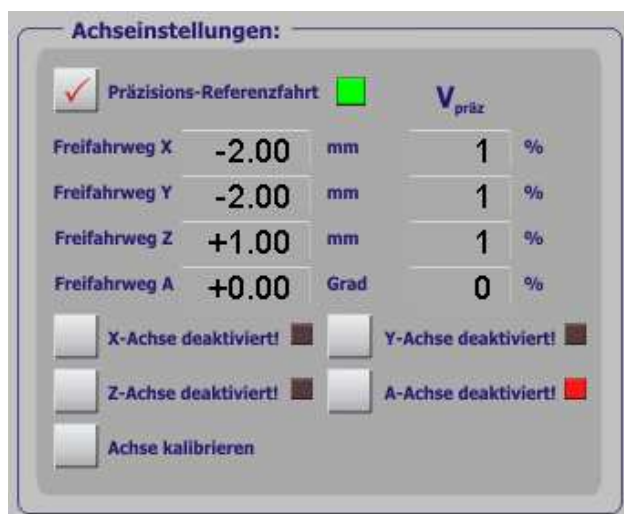 Achseinstellungen:
Präzisions-Referenzfahrt Vpräz
Freifahrweg X -2.00 mm 1 %
Freifahrweg Y -2.00 mm 1 %
Freifahrweg Z +1.00 mm 1 %
Freifahrweg A +0.00 Grad 0 %
X-Achse deaktiviert! Y-Achse deaktiviert!
Z-Achse deaktiviert! A-Achse deaktiviert!
Achse kalibrieren